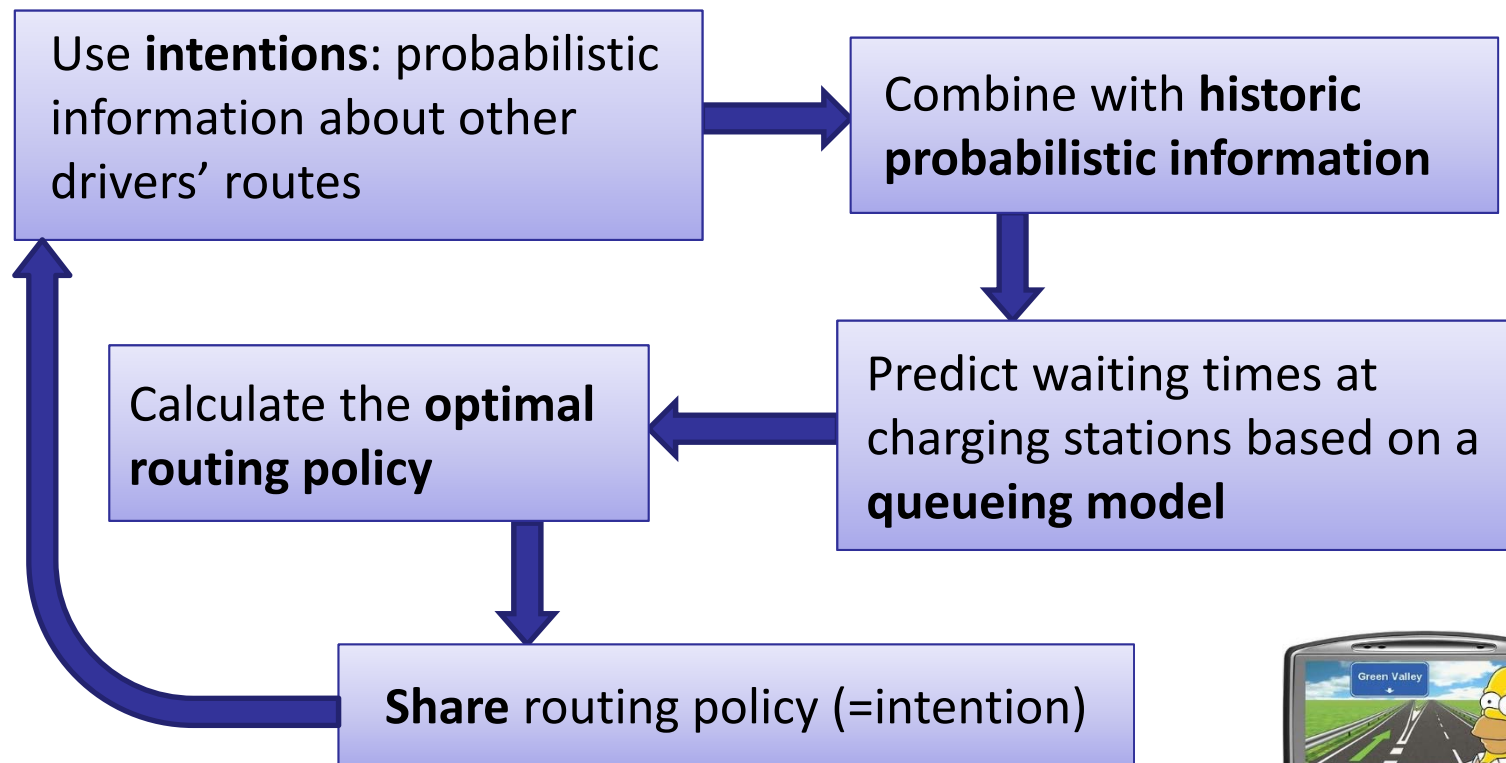 Use intentions: probabilistic
information about other
drivers’ routes
Combine with historic
probabilistic information
Predict waiting times at
charging stations based on a
queueing model
Calculate the optimal
routing policy
Share routing policy (=intention)
Green Valley